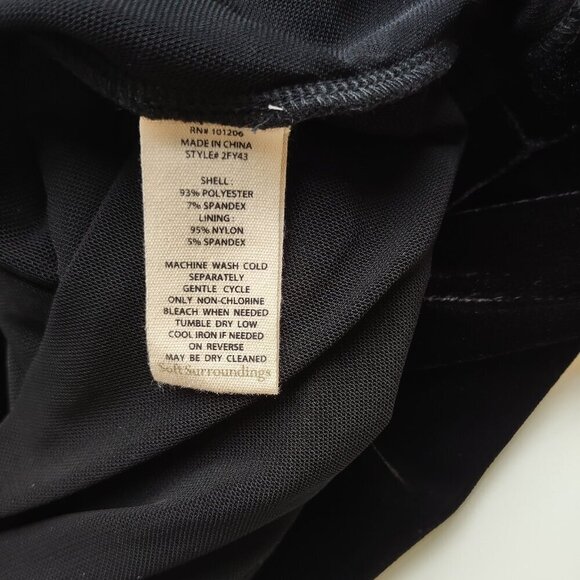 RN# 101206
MADE IN CHINA
STYLE# 2FY43
SHELL:
93% POLYESTER
7% SPANDEX
LINING:
95% NYLON
5% SPANDEX
MACHINE WASH COLD
SEPARATELY
GENTLE CYCLE
ONLY NON-CHLORINE
BLEACH WHEN NEEDED
TUMBLE DRY LOW
COOL IRON IF NEEDED
ON REVERSE
MAY BE DRY CLEANED
Soft Surroundings